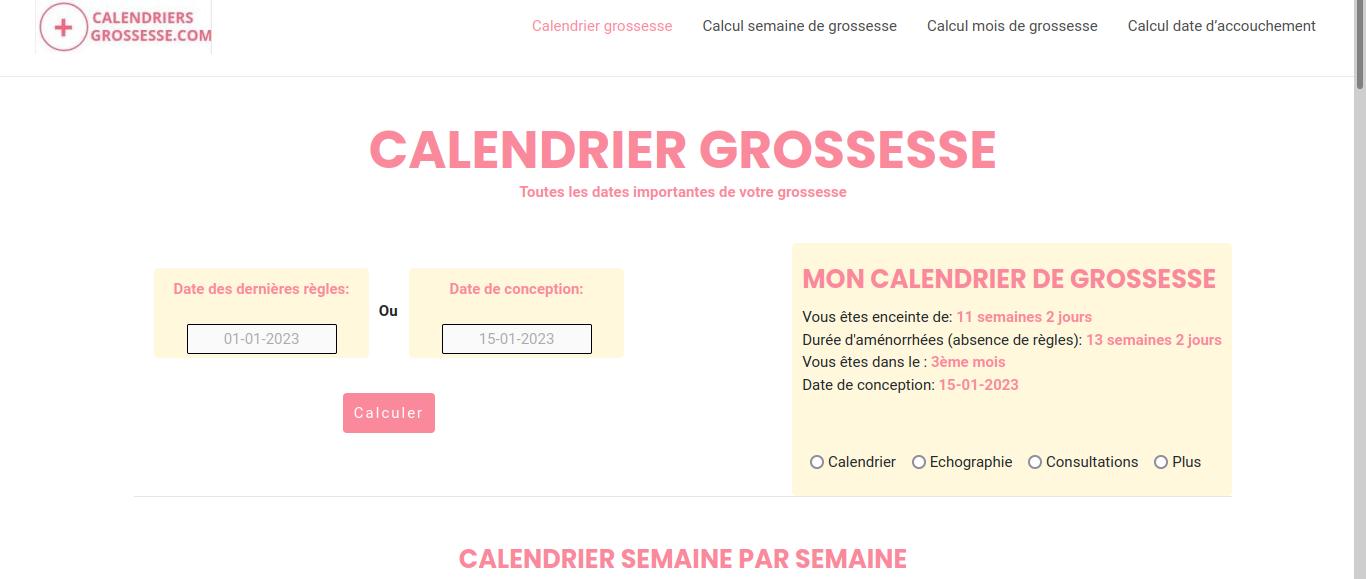 CALENDRIERS
GROSSESSE.COM
Calendrier grossesse Calcul semaine de grossesse Calcul mois de grossesse Calcul date d’accouchement
CALENDRIER GROSSESSE
Toutes les dates importantes de votre grossesse
Date des dernières règles:
01-01-2023
Ou
Date de conception:
15-01-2023
Calculer
MON CALENDRIER DE GROSSESSE
Vous êtes enceinte de: 11 semaines 2 jours
Durée d'aménorrhées (absence de règles): 13 semaines 2 jours
Vous êtes dans le : 3ème mois
Date de conception: 15-01-2023
Calendrier Echographie Consultations Plus
CALENDRIER SEMAINE PAR SEMAINE